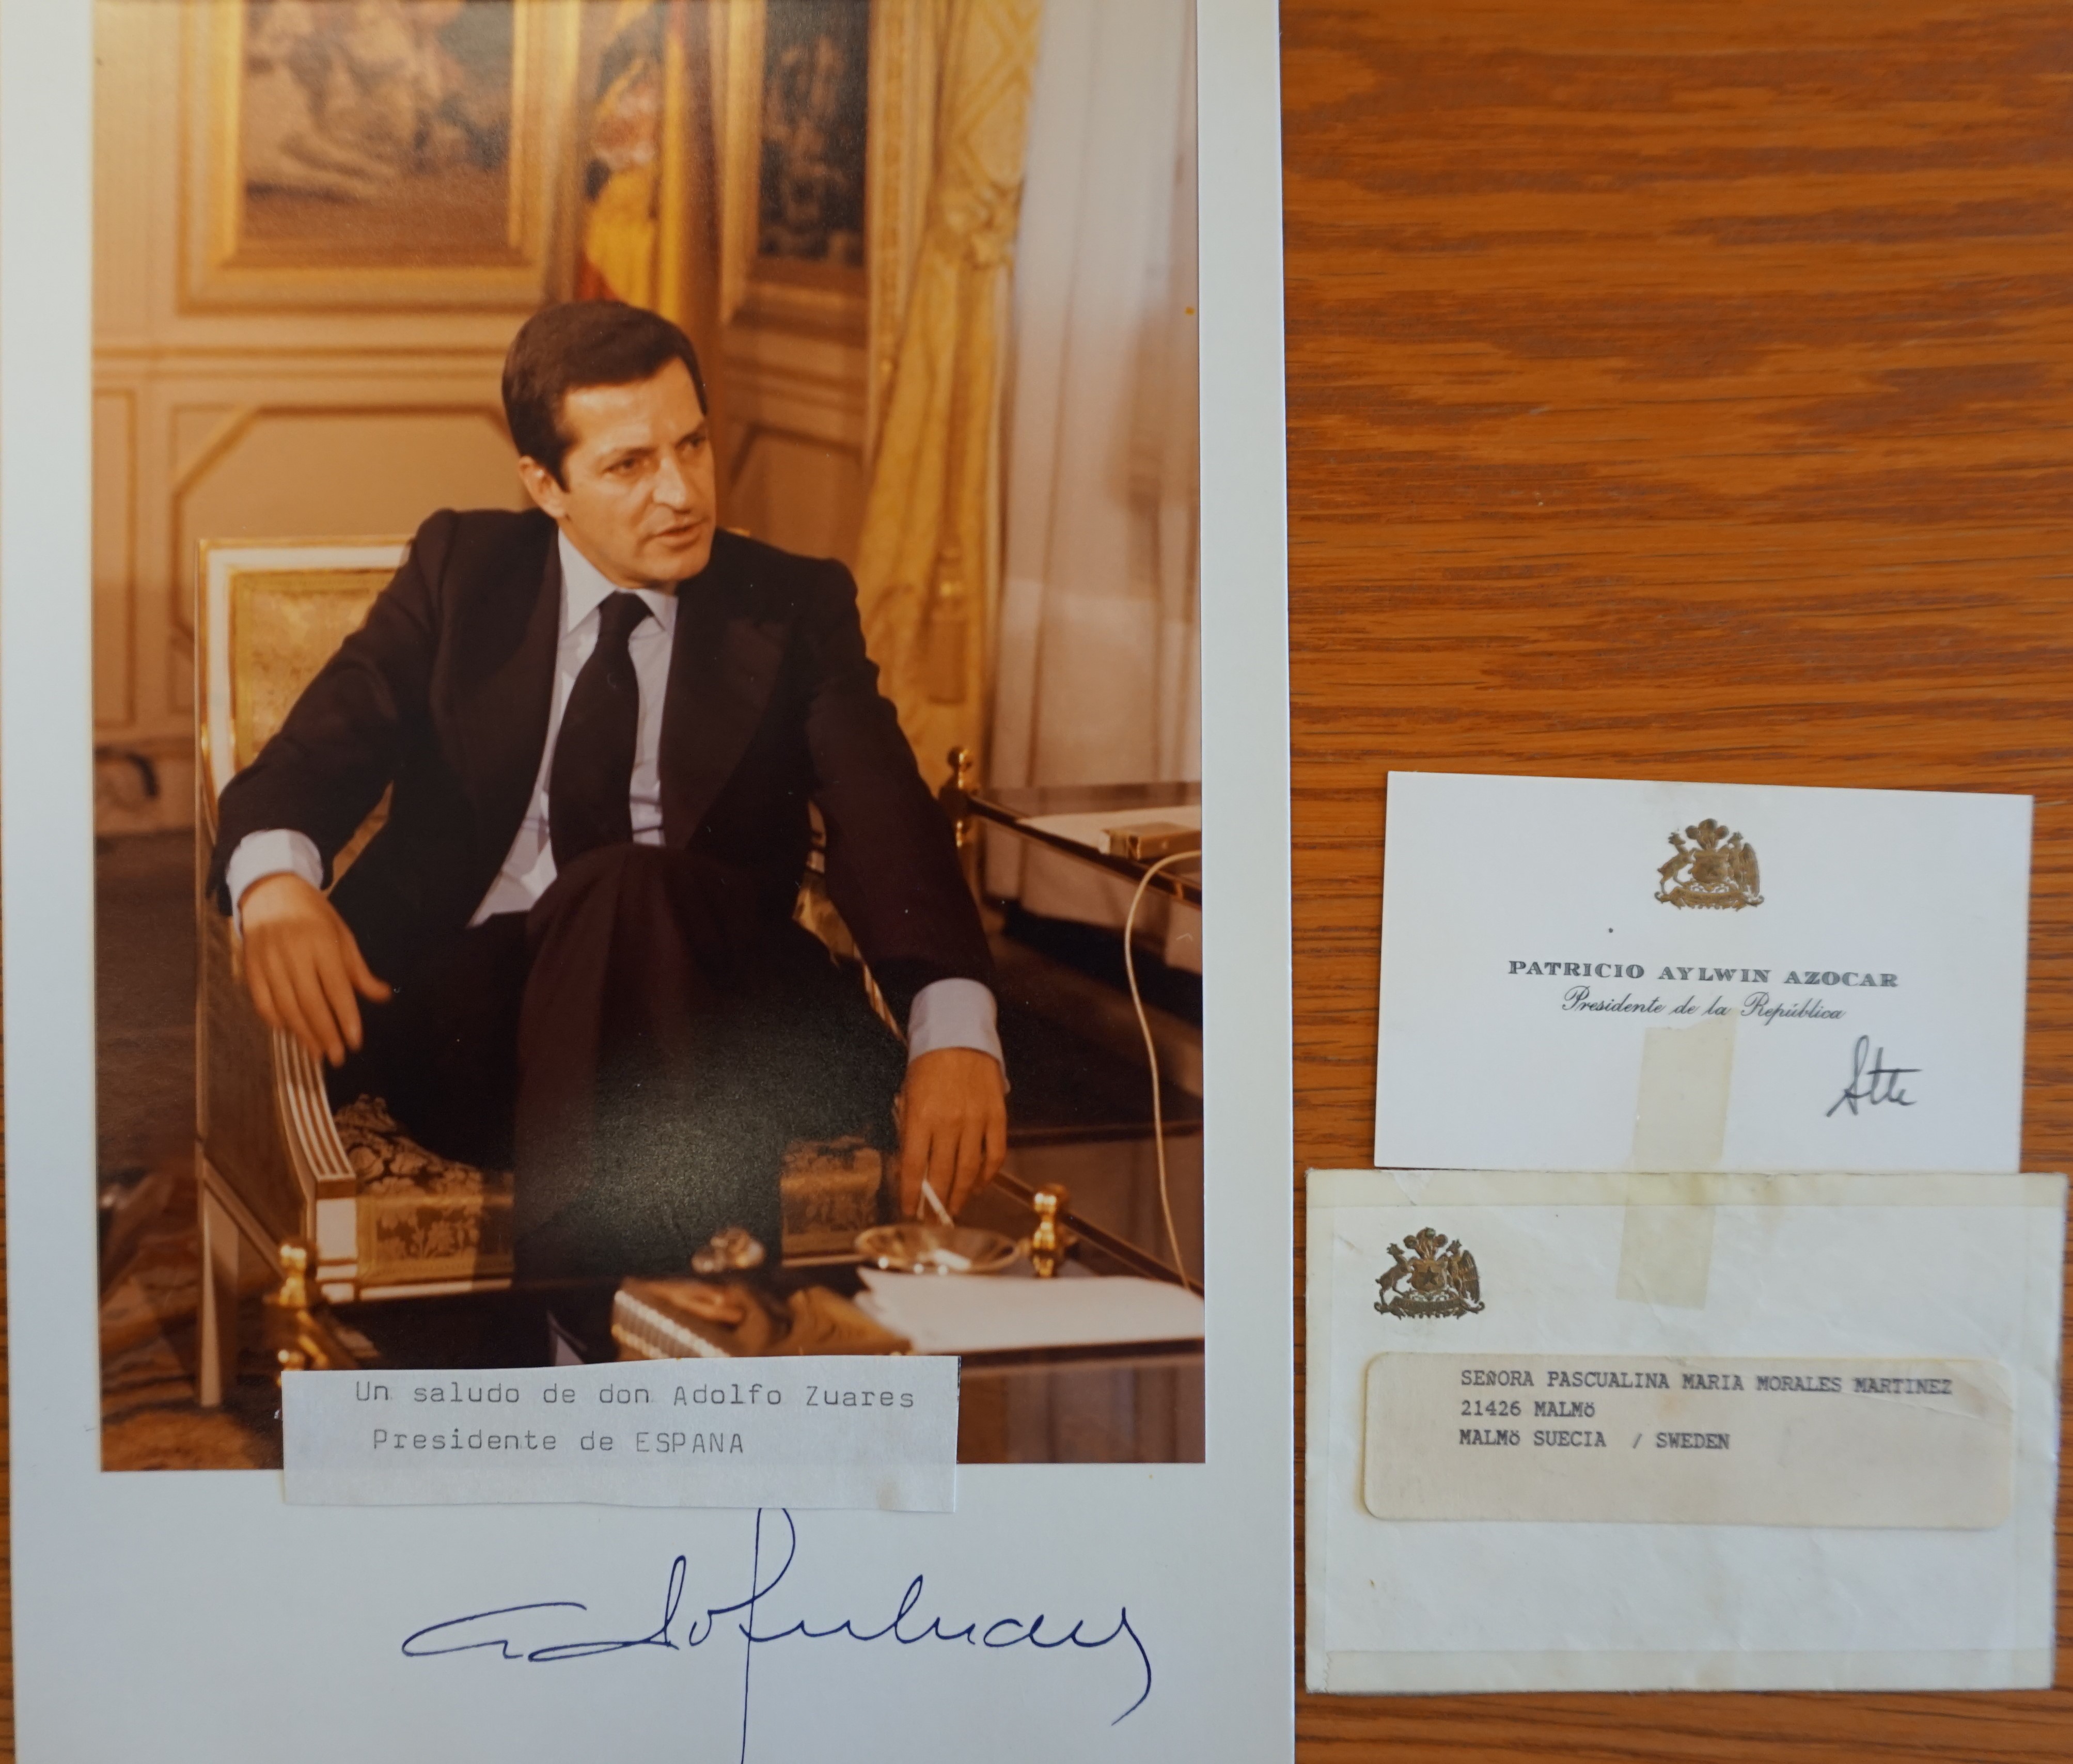 Un saludo de don Adolfo Zuares
Presidente de ESPANA
PATRICIO AYLWIN AZOCAR
Presidente de la República
SEÑORA PASCUALINA MARIA MORALES MARTINEZ
21426 MALMö
MALMö SUECIA / SWEDEN